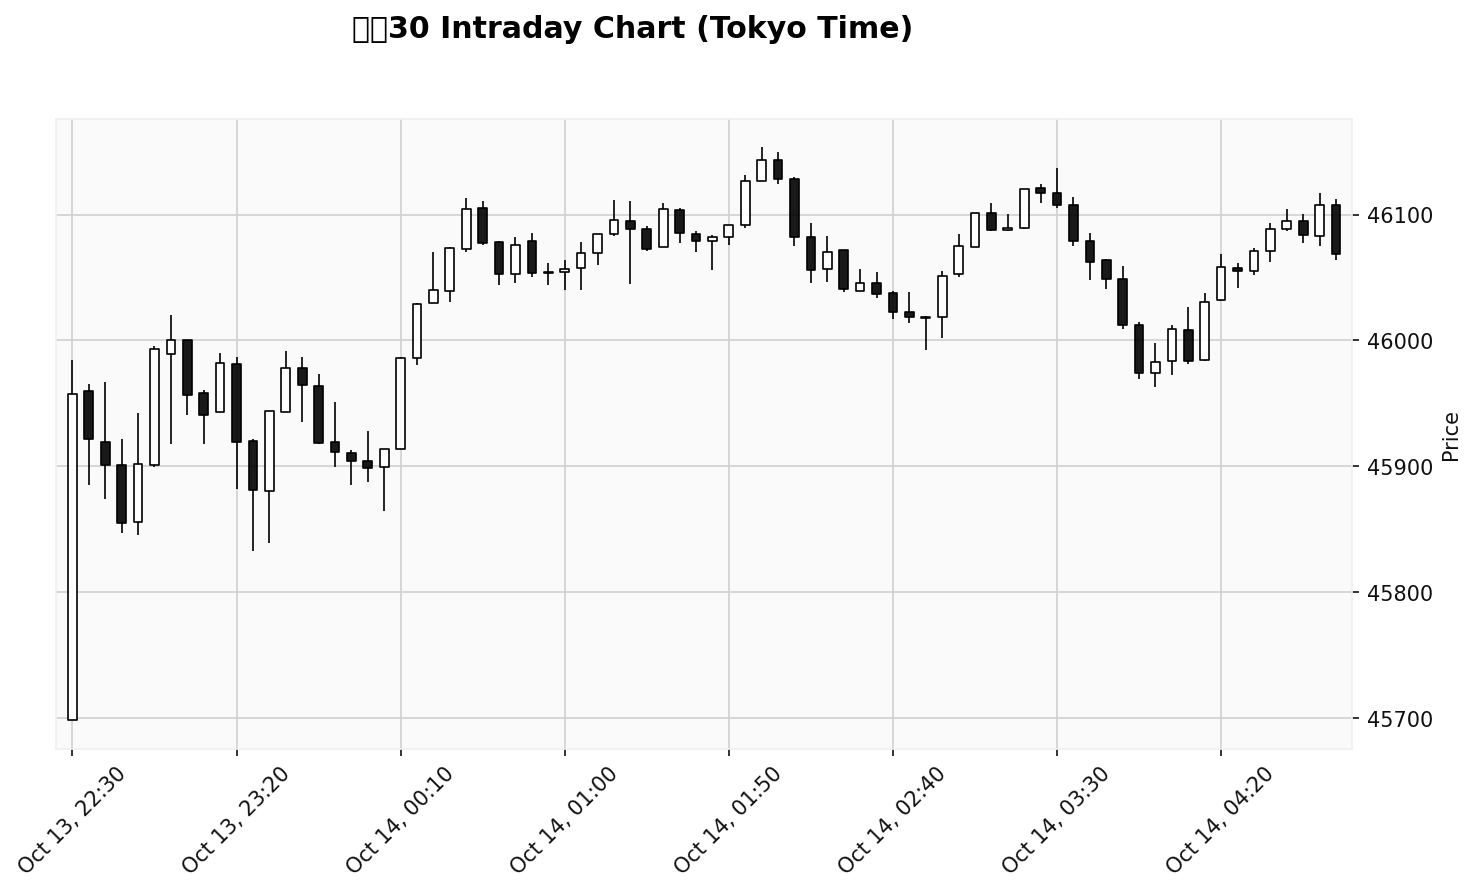 30 Intraday Chart (Tokyo Time)
46100
46000
45900
45800
45700
Price
Oct 13, 22:30
Oct 13, 23:20
Oct 14, 00:10
Oct 14, 01:00
Oct 14, 01:50
Oct 14, 02:40
Oct 14, 03:30
Oct 14, 04:20